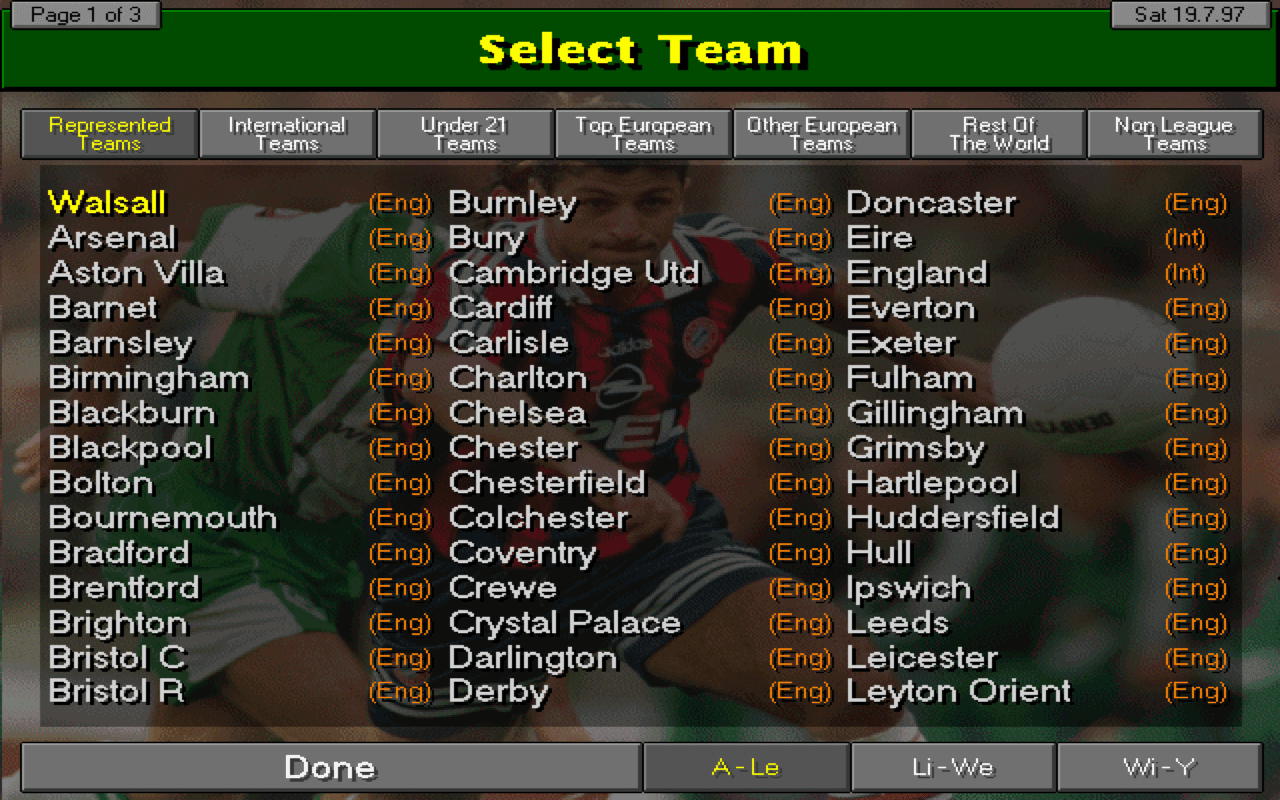 Page 1 of 3
Sat 19.7.97
Select Team
Represented Teams
International Teams
Under 21 Teams
Top European Teams
Other European Teams
Rest Of The World
Non League Teams
Walsall (Eng) Burnley (Eng) Doncaster (Eng)
Arsenal (Eng) Bury (Eng) Eire (Int)
Aston Villa (Eng) Cambridge Utd (Eng) England (Int)
Barnet (Eng) Cardiff (Eng) Everton (Eng)
Barnsley (Eng) Carlisle (Eng) Exeter (Eng)
Birmingham (Eng) Charlton (Eng) Fulham (Eng)
Blackburn (Eng) Chelsea (Eng) Gillingham (Eng)
Blackpool (Eng) Chester (Eng) Grimsby (Eng)
Bolton (Eng) Chesterfield (Eng) Hartlepool (Eng)
Bournemouth (Eng) Colchester (Eng) Huddersfield (Eng)
Bradford (Eng) Coventry (Eng) Hull (Eng)
Brentford (Eng) Crewe (Eng) Ipswich (Eng)
Brighton (Eng) Crystal Palace (Eng) Leeds (Eng)
Bristol C (Eng) Darlington (Eng) Leicester (Eng)
Bristol R (Eng) Derby (Eng) Leyton Orient (Eng)
adidas
Done
A - Le
Li - We
Wi - Y